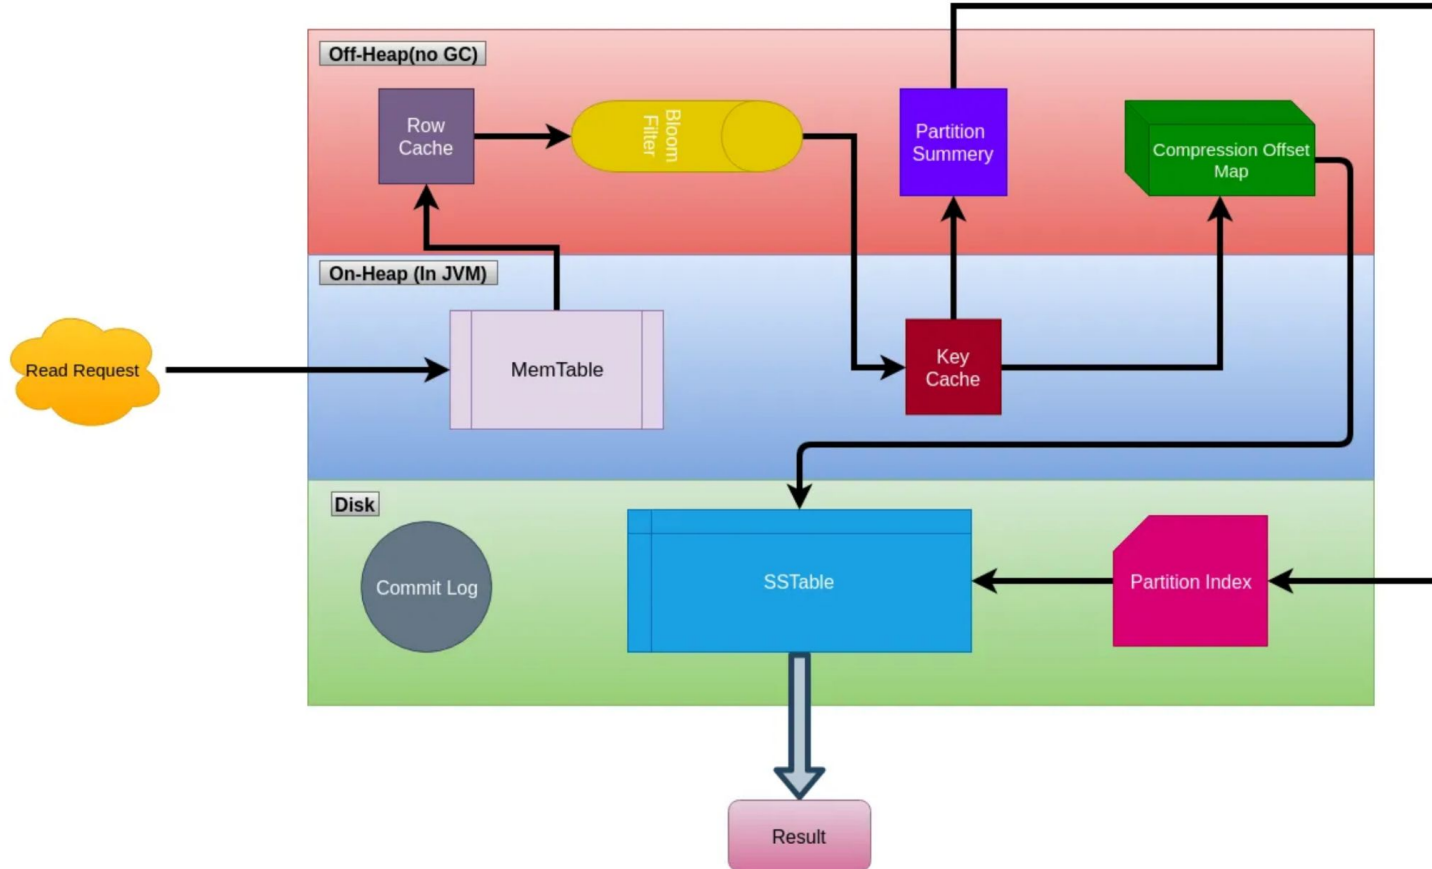 Off-Heap(no GC)
Row
Cache
Bloom
Filter
Partition
Summery
Compression Offset
Map
On-Heap (In JVM)
Read Request
MemTable
Key
Cache
Disk
Commit Log
SSTable
Partition Index
Result